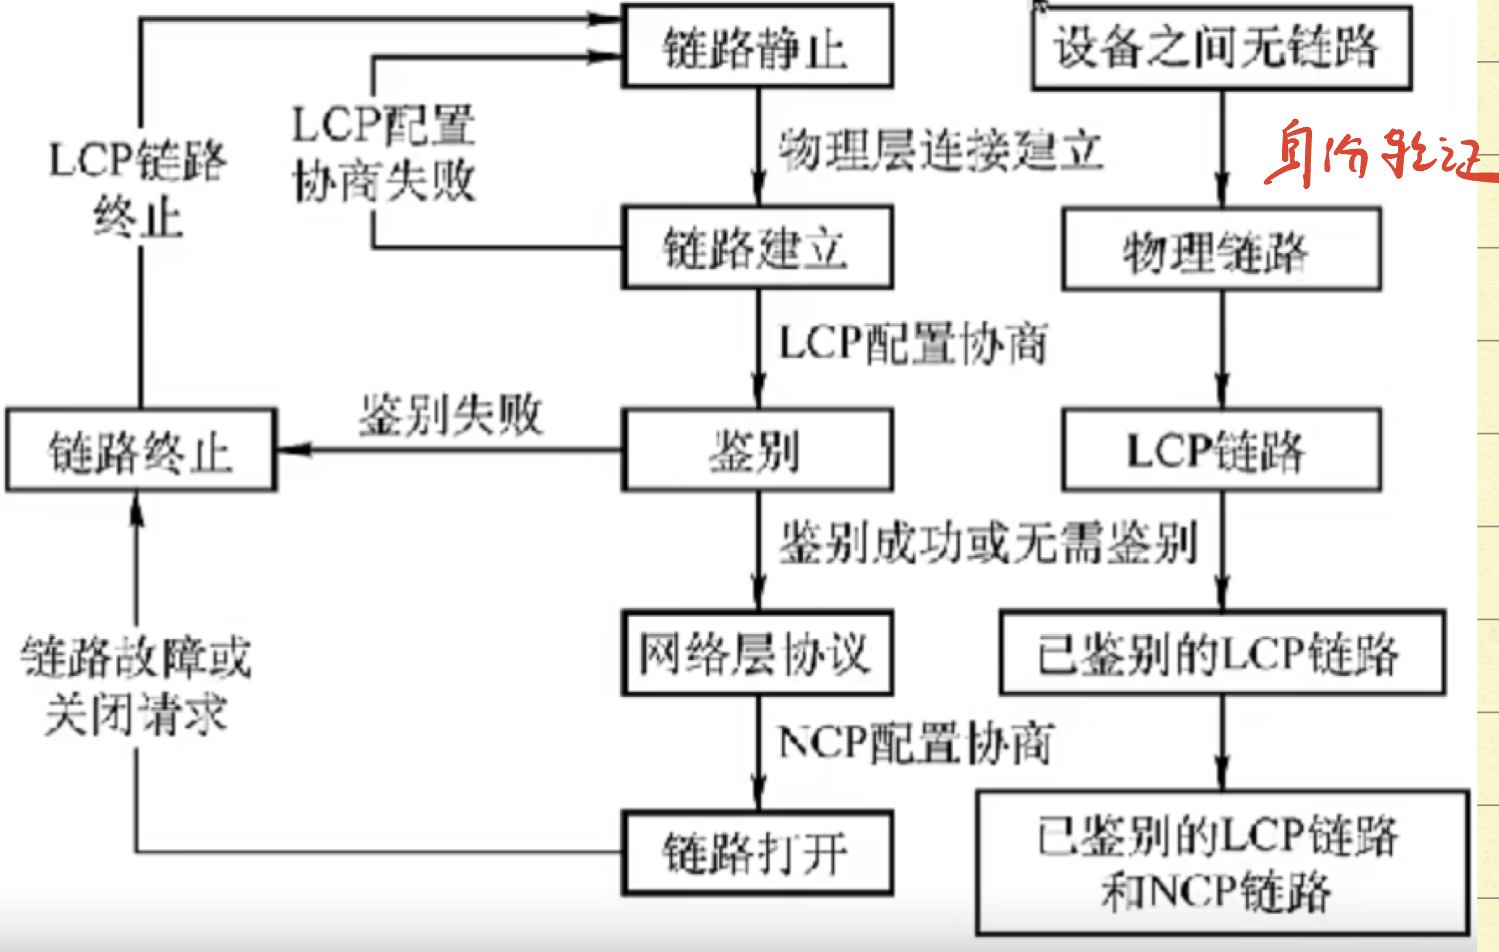 链路静止
设备之间无链路
LCP配置
协商失败
物理层连接建立
身份验证
LCP链路
终止
链路建立
物理链路
LCP配置协商
鉴别失败
链路终止
鉴别
LCP链路
鉴别成功或无需鉴别
链路故障或
关闭请求
网络层协议
已鉴别的LCP链路
NCP配置协商
链路打开
已鉴别的LCP链路
和NCP链路